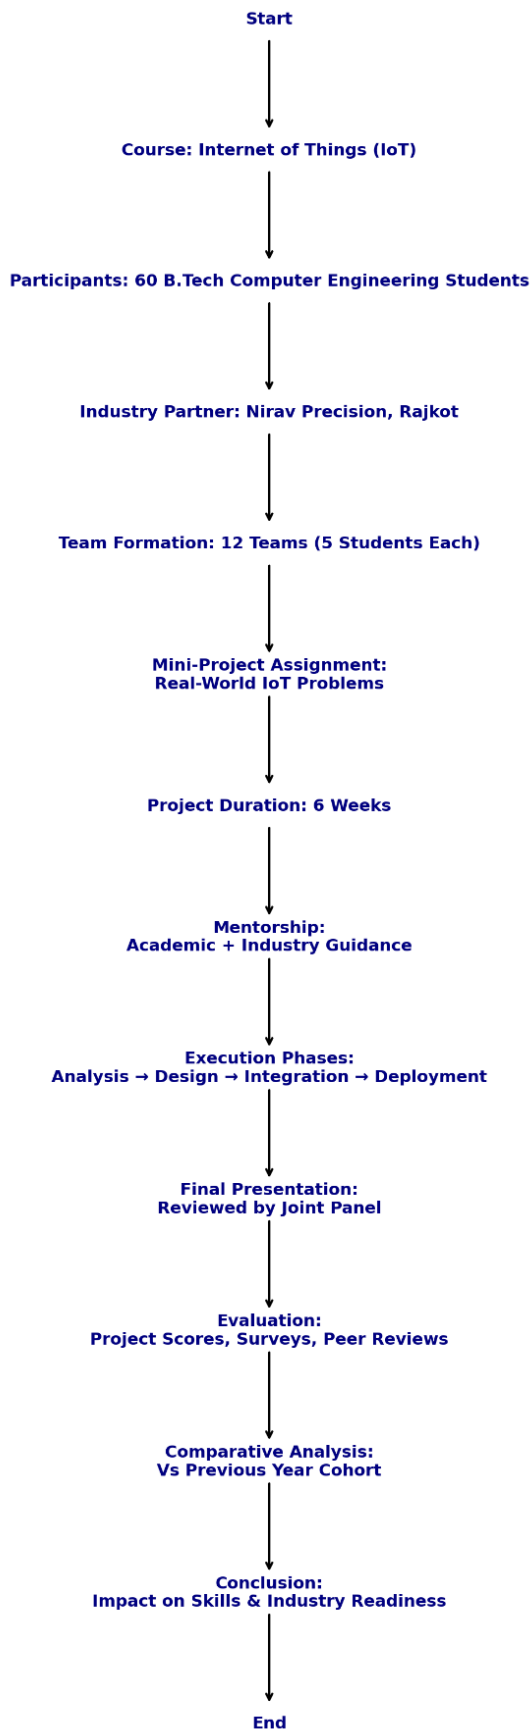 Start
Course: Internet of Things (IoT)
Participants: 60 B.Tech Computer Engineering Students
Industry Partner: Nirav Precision, Rajkot
Team Formation: 12 Teams (5 Students Each)
Mini-Project Assignment:
Real-World IoT Problems
Project Duration: 6 Weeks
Mentorship:
Academic + Industry Guidance
Execution Phases:
Analysis → Design → Integration → Deployment
Final Presentation:
Reviewed by Joint Panel
Evaluation:
Project Scores, Surveys, Peer Reviews
Comparative Analysis:
Vs Previous Year Cohort
Conclusion:
Impact on Skills & Industry Readiness
End